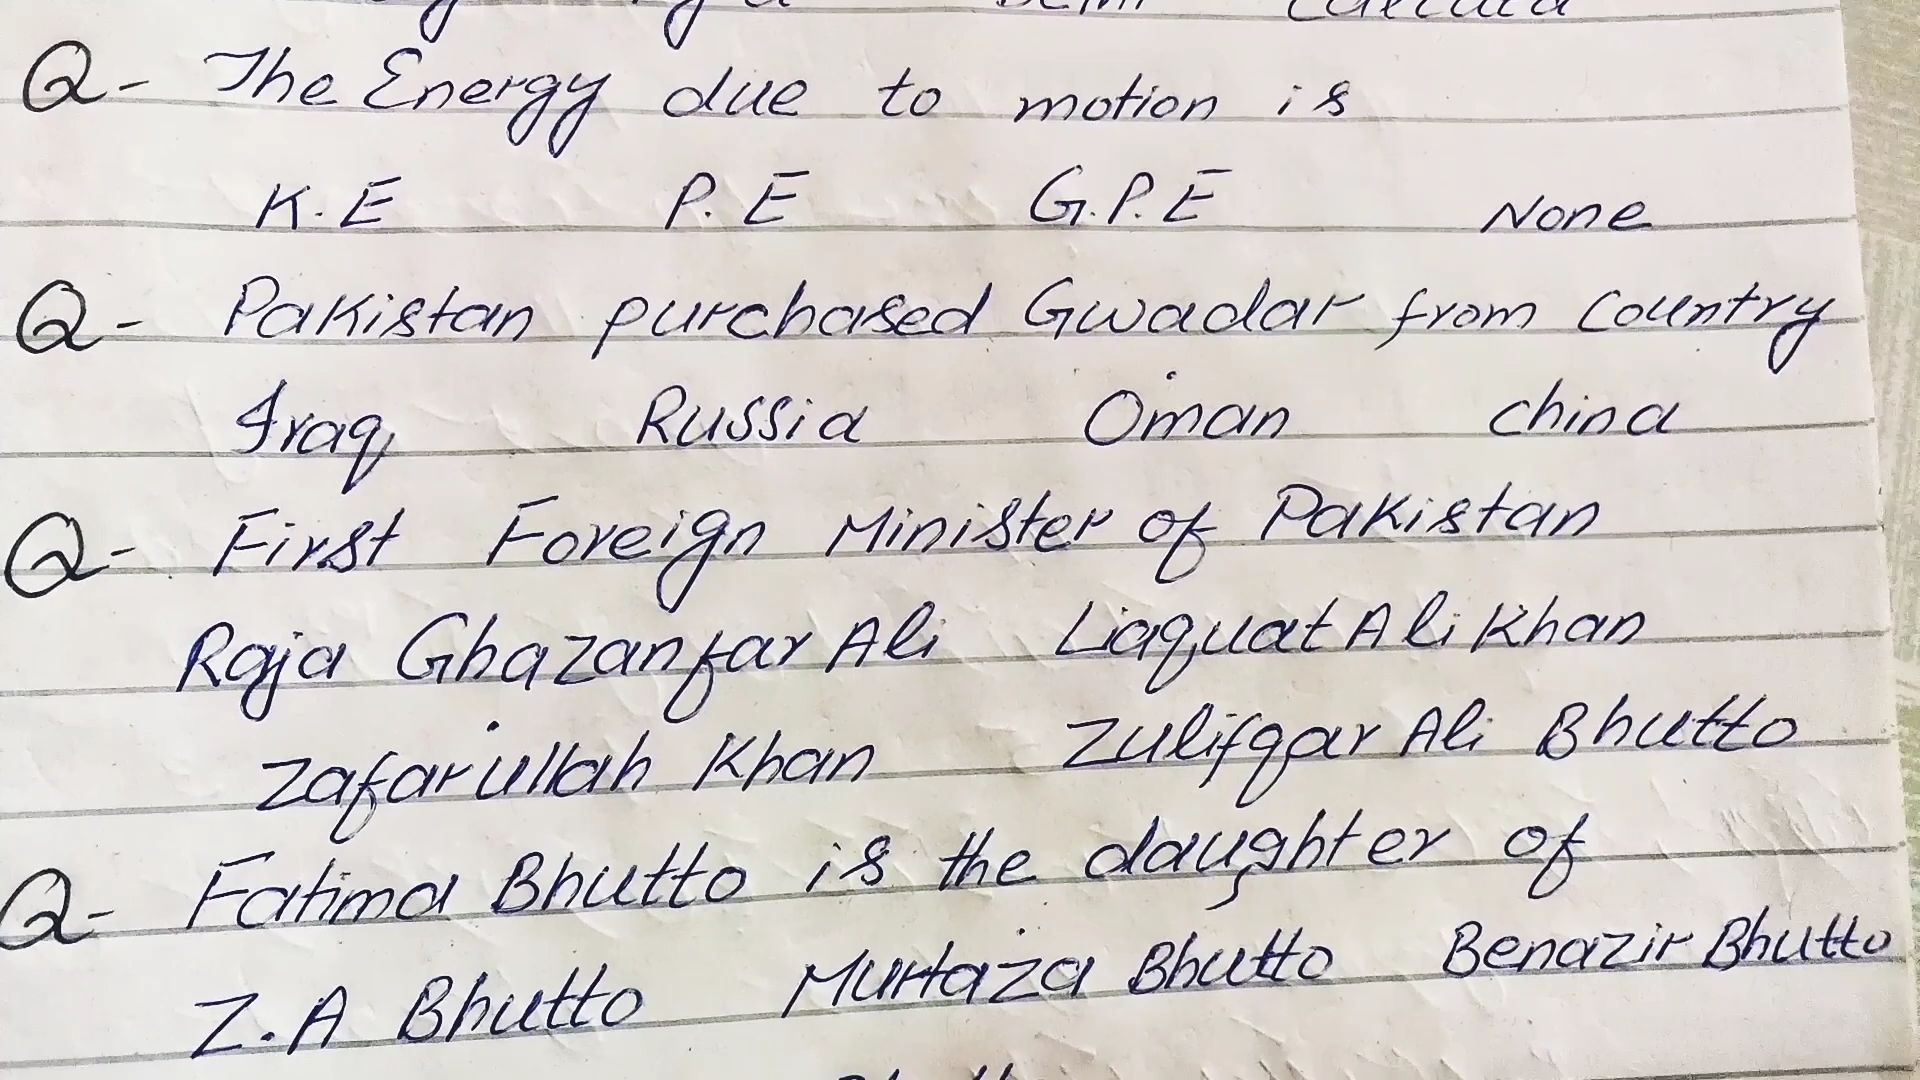 Q- The Energy due to motion is
K.E P.E G.P.E None
Q- Pakistan purchased Gwadar from Country
Iraq Russia Oman china
Q- First Foreign Minister of Pakistan
Raja Ghazanfar Ali Liaquat Ali Khan
Zafarullah Khan Zulifqar Ali Bhutto
Q- Fatima Bhutto is the daughter of
Z.A Bhutto Murtaza Bhutto Benazir Bhutto